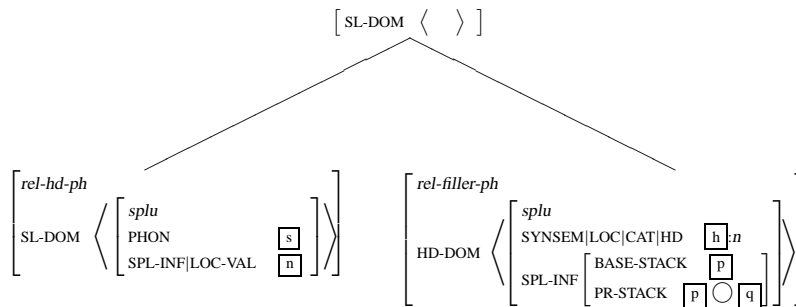 [ SL-DOM ⟨ ⟩ ]
rel-hd-ph
SL-DOM
splu
PHON s
SPL-INF|LOC-VAL n
rel-filler-ph
HD-DOM
splu
SYNSEM|LOC|CAT|HD h :n
SPL-INF
BASE-STACK p
PR-STACK p ◯ q